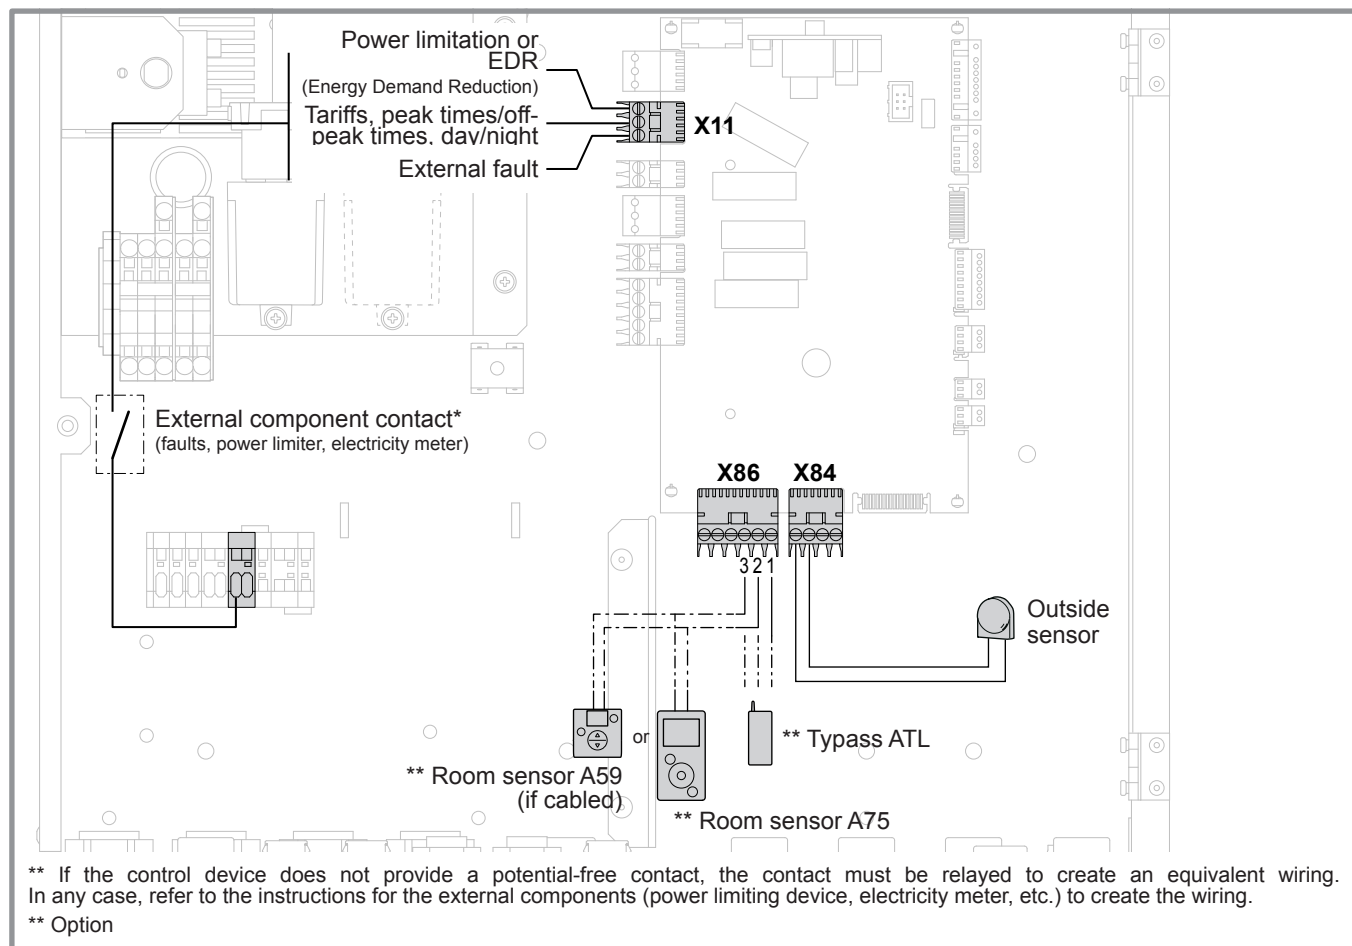 Power limitation or
EDR
(Energy Demand Reduction)
Tariffs, peak times/off-
peak times, day/night
External fault
X11
External component contact*
(faults, power limiter, electricity meter)
X86 X84
3 2 1
Outside
sensor
or
** Typass ATL
** Room sensor A59
(if cabled)
** Room sensor A75
** If the control device does not provide a potential-free contact, the contact must be relayed to create an equivalent wiring.
In any case, refer to the instructions for the external components (power limiting device, electricity meter, etc.) to create the wiring.
** Option